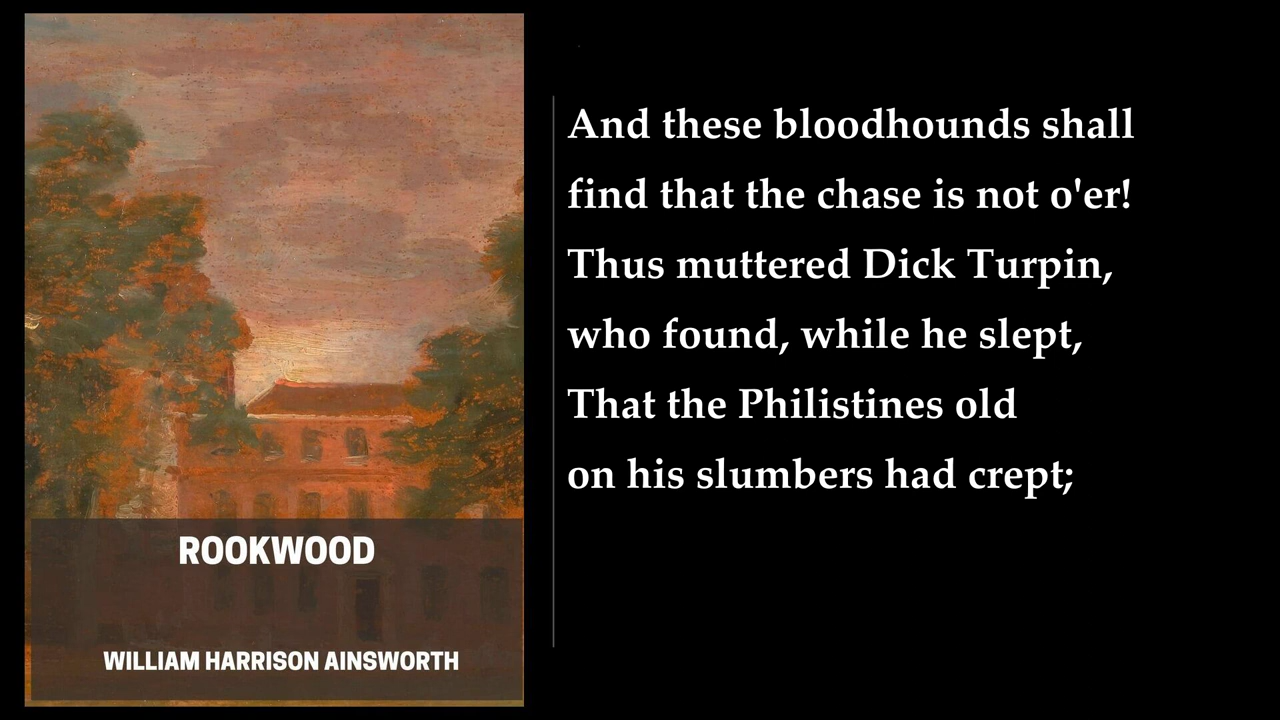 ROOKWOOD
WILLIAM HARRISON AINSWORTH
And these bloodhounds shall
find that the chase is not o'er!
Thus muttered Dick Turpin,
who found, while he slept,
That the Philistines old
on his slumbers had crept;